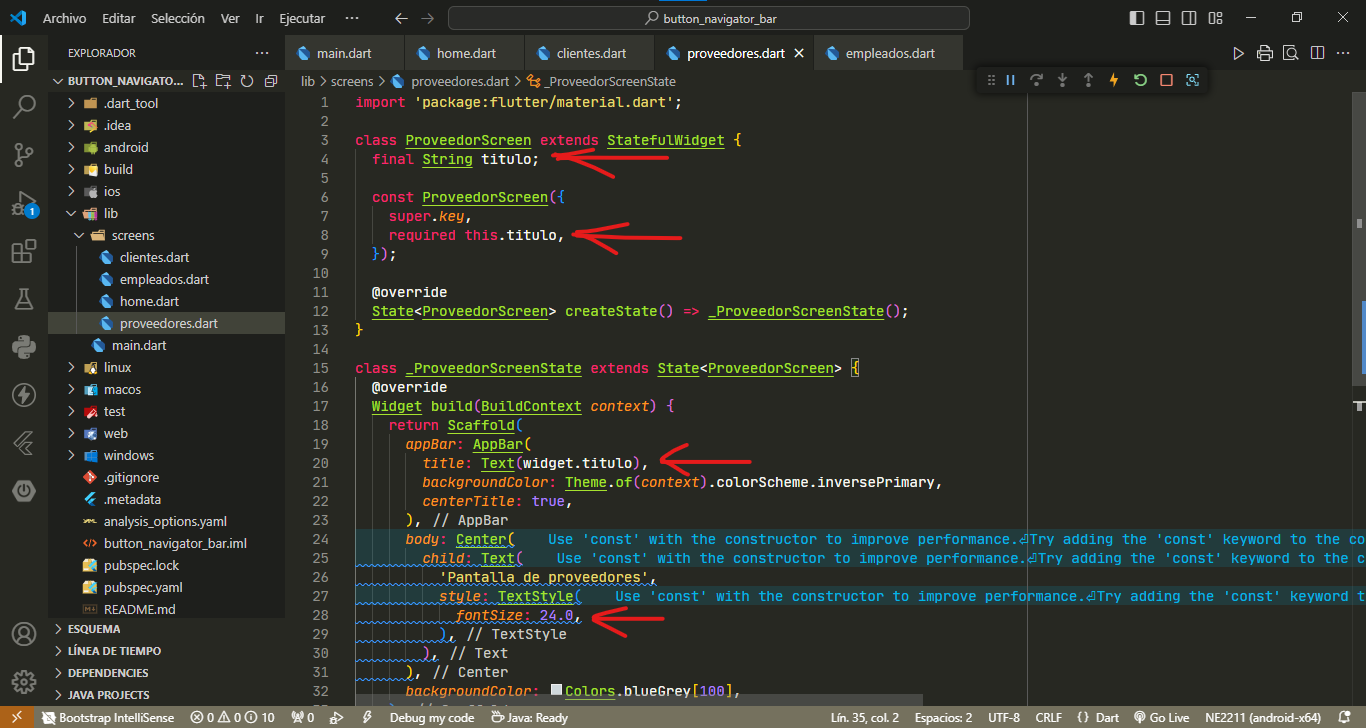 Archivo Editar Selección Ver Ir Ejecutar ··· button_navigator_bar
EXPLORADOR ···
main.dart home.dart clientes.dart proveedores.dart empleados.dart
BUTTON_NAVIGATO...
lib > screens > proveedores.dart > _ProveedorScreenState
.dart_tool
.idea
android
build
ios
lib
screens
clientes.dart
empleados.dart
home.dart
proveedores.dart
main.dart
linux
macos
test
web
windows
.gitignore
.metadata
analysis_options.yaml
button_navigator_bar.iml
pubspec.lock
pubspec.yaml
README.md
ESQUEMA
LÍNEA DE TIEMPO
DEPENDENCIES
JAVA PROJECTS
1
1 import 'package:flutter/material.dart';
2
3 class ProveedorScreen extends StatefulWidget {
4 final String titulo;
5
6 const ProveedorScreen({
7 super.key,
8 required this.titulo,
9 });
10
11 @override
12 State<ProveedorScreen> createState() => _ProveedorScreenState();
13 }
14
15 class _ProveedorScreenState extends State<ProveedorScreen> {
16 @override
17 Widget build(BuildContext context) {
18 return Scaffold(
19 appBar: AppBar(
20 title: Text(widget.titulo),
21 backgroundColor: Theme.of(context).colorScheme.inversePrimary,
22 centerTitle: true,
23 ), // AppBar
24 body: Center( Use 'const' with the constructor to improve performance.⏎Try adding the 'const' keyword to the co
25 child: Text( Use 'const' with the constructor to improve performance.⏎Try adding the 'const' keyword to the c
26 'Pantalla de proveedores',
27 style: TextStyle( Use 'const' with the constructor to improve performance.⏎Try adding the 'const' keyword t
28 fontSize: 24.0,
29 ), // TextStyle
30 ), // Text
31 ), // Center
32 backgroundColor: Colors.blueGrey[100],
Bootstrap IntelliSense 0 0 10 0 Debug my code Java: Ready Lín. 35, col. 2 Espacios: 2 UTF-8 CRLF {} Dart Go Live NE2211 (android-x64)